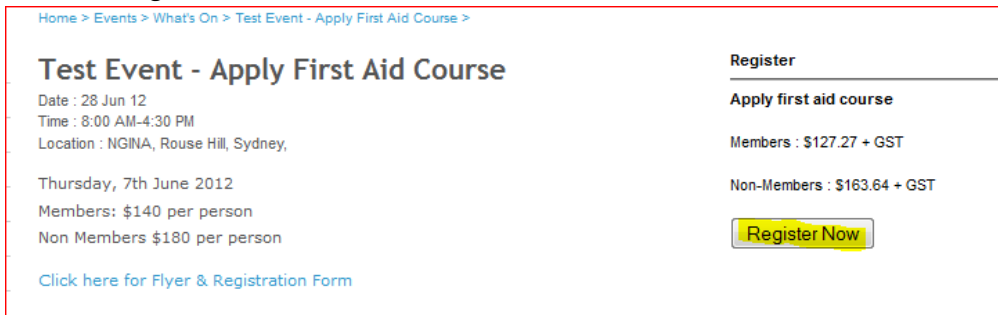 Home > Events > What's On > Test Event - Apply First Aid Course >
Test Event - Apply First Aid Course
Date : 28 Jun 12
Time : 8:00 AM-4:30 PM
Location : NGINA, Rouse Hill, Sydney,
Thursday, 7th June 2012
Members: $140 per person
Non Members $180 per person
Click here for Flyer & Registration Form
Register
Apply first aid course
Members : $127.27 + GST
Non-Members : $163.64 + GST
Register Now